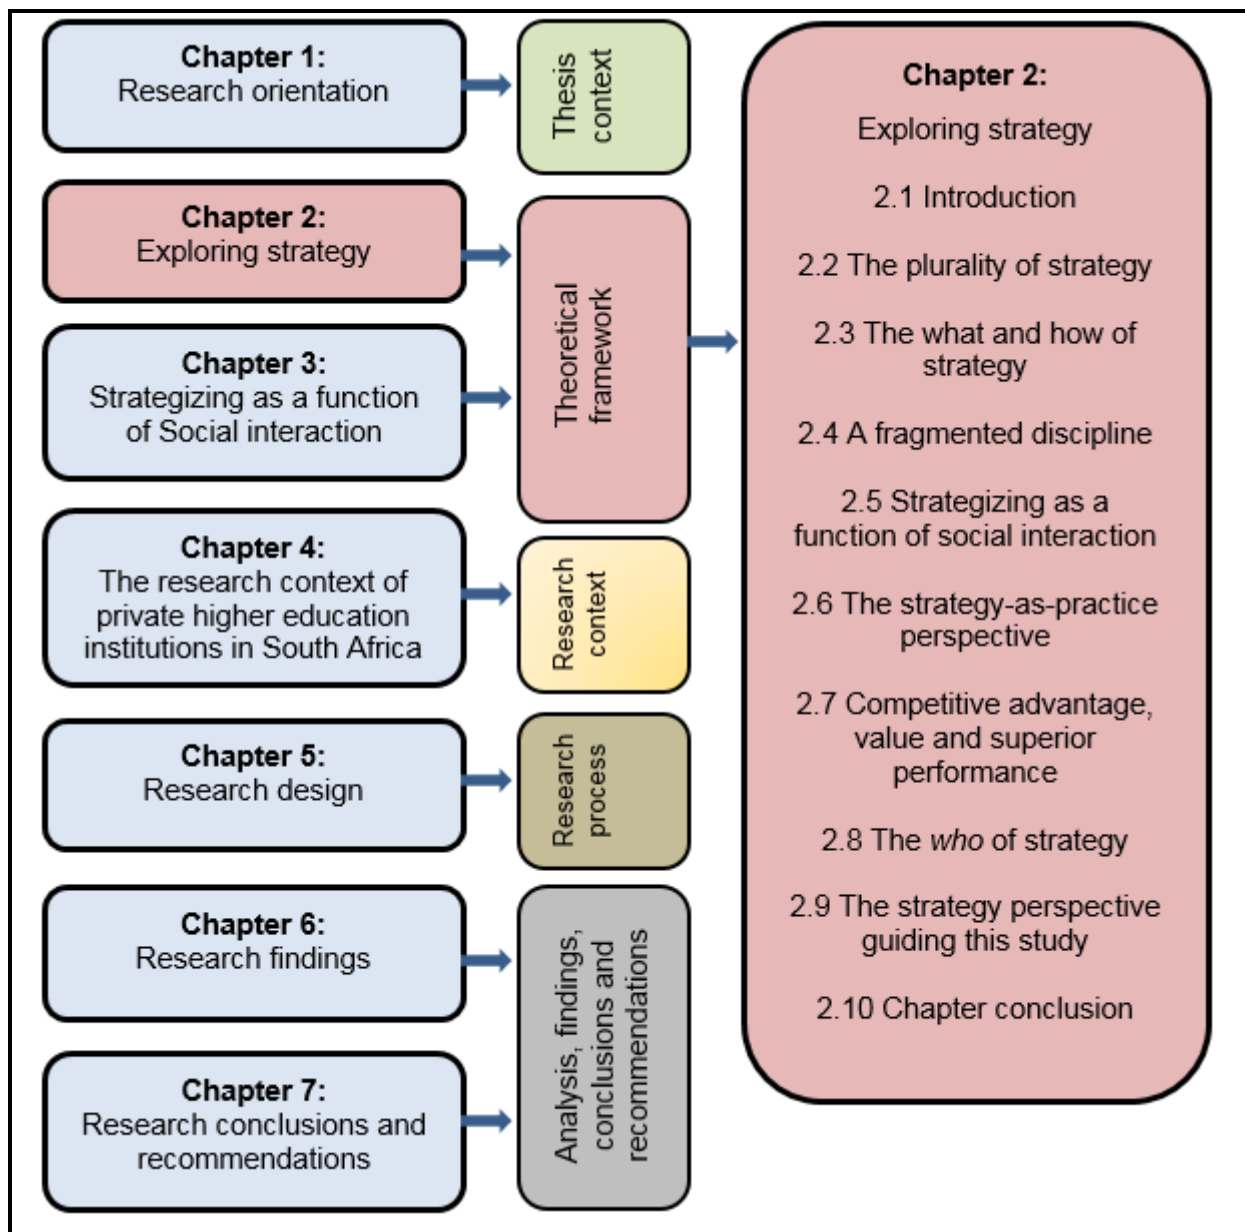 Chapter 1:
Research orientation
Thesis
context
Chapter 2:
Exploring strategy
Chapter 3:
Strategizing as a function
of Social interaction
Theoretical
framework
Chapter 4:
The research context of
private higher education
institutions in South Africa
Research
context
Chapter 5:
Research design
Research
process
Chapter 6:
Research findings
Chapter 7:
Research conclusions and
recommendations
Analysis, findings,
conclusions and
recommendations
Chapter 2:
Exploring strategy
2.1 Introduction
2.2 The plurality of strategy
2.3 The what and how of
strategy
2.4 A fragmented discipline
2.5 Strategizing as a
function of social interaction
2.6 The strategy-as-practice
perspective
2.7 Competitive advantage,
value and superior
performance
2.8 The who of strategy
2.9 The strategy perspective
guiding this study
2.10 Chapter conclusion